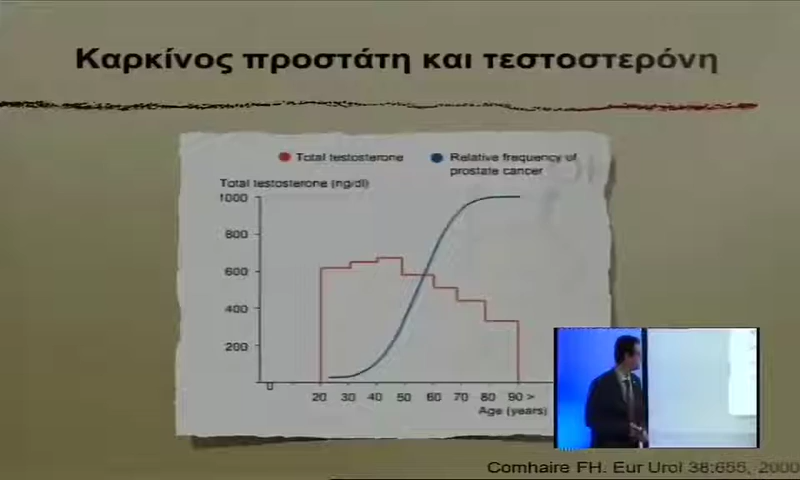 Καρκίνος προστάτη και τεστοστερόνη
Total testosterone
Relative frequency of
prostate cancer
Total testosterone (ng/dl)
1000
800
600
400
200
0
20 30 40 50 60 70 80 90 >
Age (years)
Comhaire FH. Eur Urol 38:655, 2000